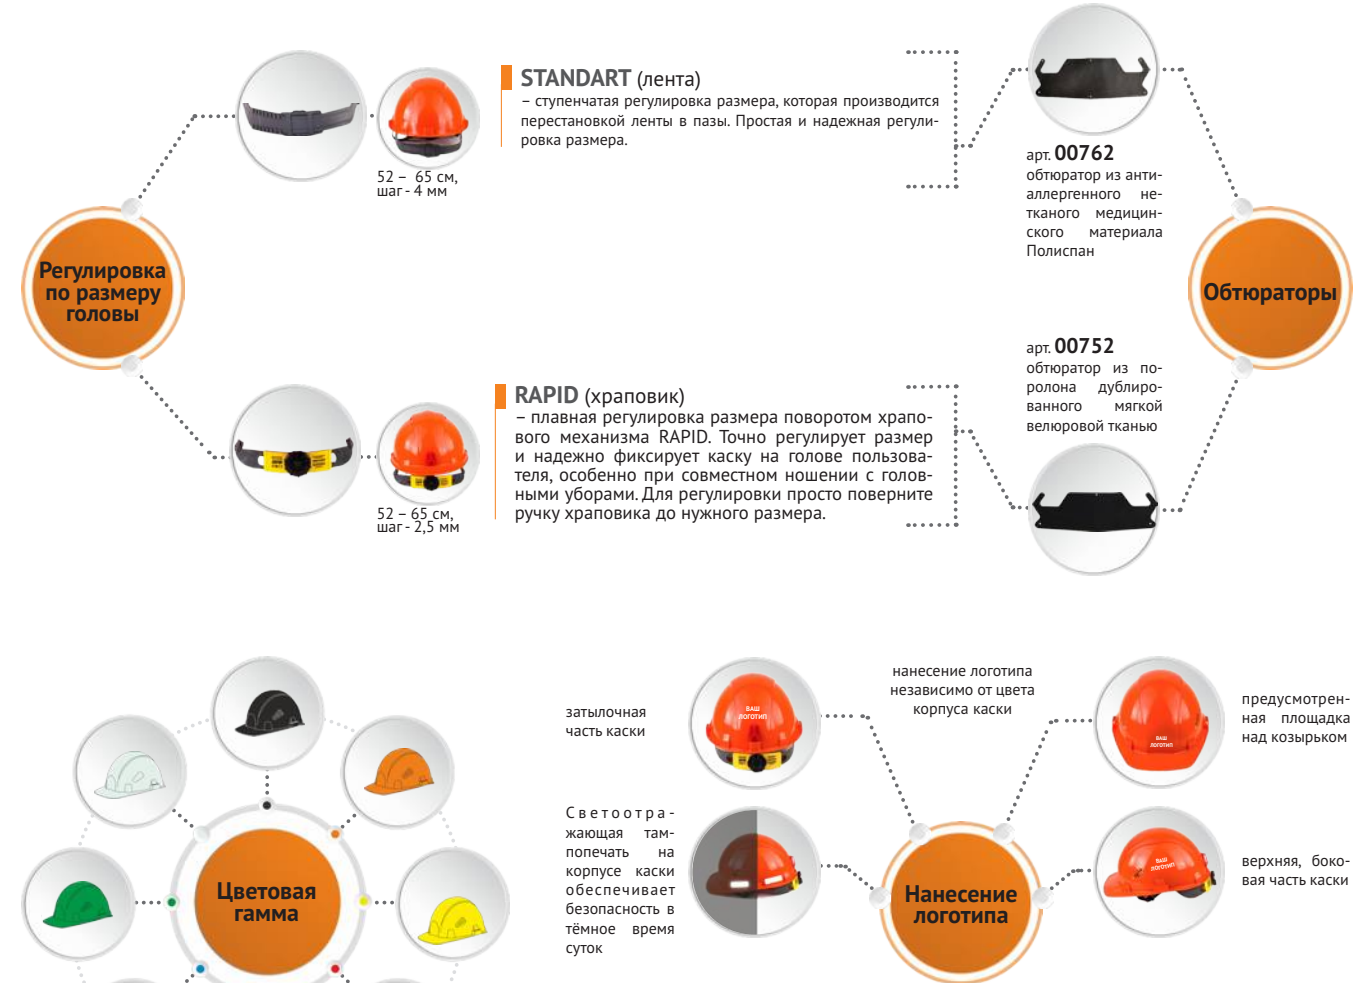 Регулировка
по размеру
головы
52 – 65 см,
шаг - 4 мм
STANDART (лента)
– ступенчатая регулировка размера, которая производится
перестановкой ленты в пазы. Простая и надежная регули-
ровка размера.
52 – 65 см,
шаг - 2,5 мм
RAPID (храповик)
– плавная регулировка размера поворотом храпо-
вого механизма RAPID. Точно регулирует размер
и надежно фиксирует каску на голове пользова-
теля, особенно при совместном ношении с голов-
ными уборами. Для регулировки просто поверните
ручку храповика до нужного размера.
арт. 00762
обтюратор из анти-
аллергенного не-
тканого медицин-
ского материала
Полиспан
арт. 00752
обтюратор из по-
ролона дублиро-
ванного мягкой
велюровой тканью
Обтюраторы
Цветовая
гамма
затылочная
часть каски
ВАШ
ЛОГОТИП
нанесение логотипа
независимо от цвета
корпуса каски
ВАШ
ЛОГОТИП
предусмотрен-
ная площадка
над козырьком
Светоотра-
жающая там-
попечать на
корпусе каски
обеспечивает
безопасность в
тёмное время
суток
Нанесение
логотипа
ВАШ
ЛОГОТИП
верхняя, боко-
вая часть каски